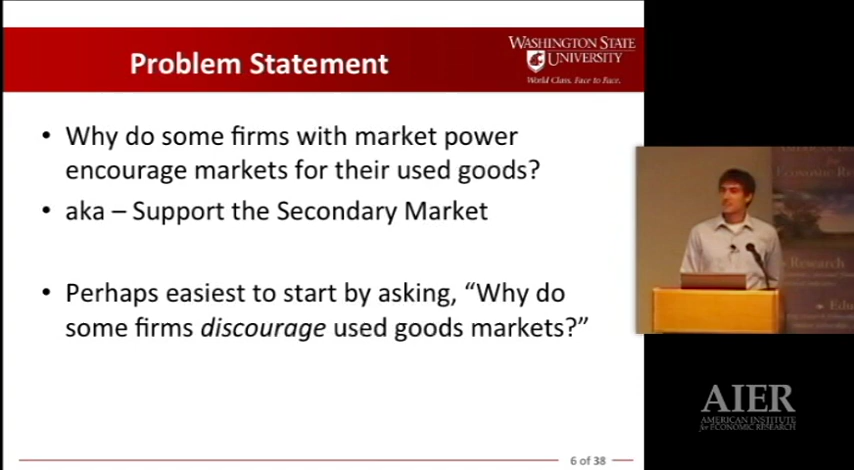 Problem Statement
WASHINGTON STATE
UNIVERSITY
World Class. Face to Face.
• Why do some firms with market power
encourage markets for their used goods?
• aka – Support the Secondary Market
• Perhaps easiest to start by asking, “Why do
some firms discourage used goods markets?”
6 of 38
Research
AIER
AMERICAN INSTITUTE
for ECONOMIC RESEARCH